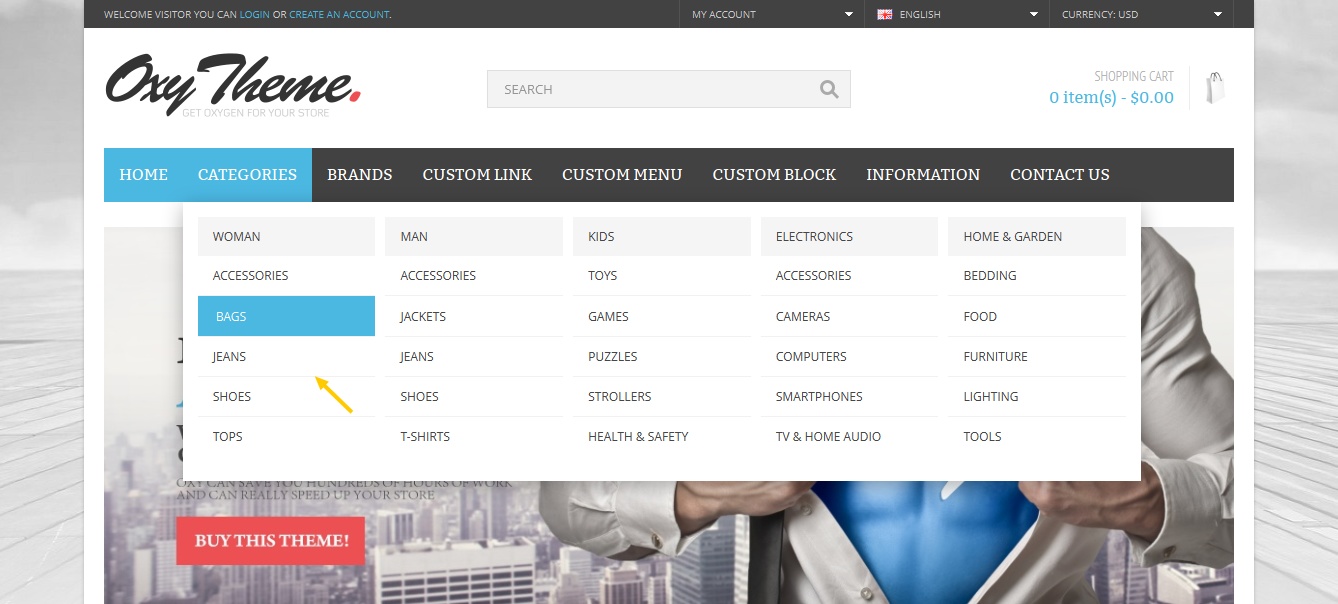 WELCOME VISITOR YOU CAN LOGIN OR CREATE AN ACCOUNT.
MY ACCOUNT
ENGLISH
CURRENCY: USD
Oxy Theme.
GET OXYGEN FOR YOUR STORE
SEARCH
SHOPPING CART
0 item(s) - $0.00
HOME CATEGORIES BRANDS CUSTOM LINK CUSTOM MENU CUSTOM BLOCK INFORMATION CONTACT US
WOMAN MAN KIDS ELECTRONICS HOME & GARDEN
ACCESSORIES ACCESSORIES TOYS ACCESSORIES BEDDING
BAGS JACKETS GAMES CAMERAS FOOD
JEANS JEANS PUZZLES COMPUTERS FURNITURE
SHOES SHOES STROLLERS SMARTPHONES LIGHTING
TOPS T-SHIRTS HEALTH & SAFETY TV & HOME AUDIO TOOLS
OXY CAN SAVE YOU HUNDREDS OF HOURS OF WORK
AND CAN REALLY SPEED UP YOUR STORE
BUY THIS THEME!